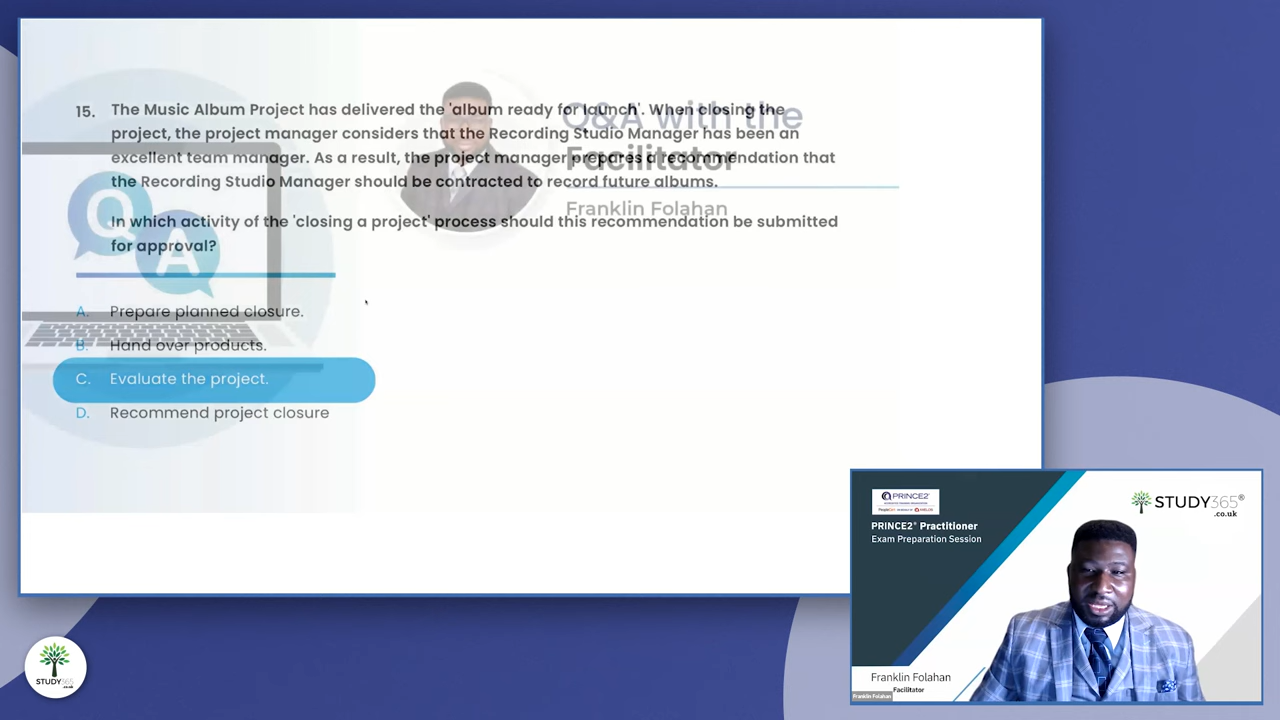 15. The Music Album Project has delivered the 'album ready for launch'. When closing the
project, the project manager considers that the Recording Studio Manager has been an
excellent team manager. As a result, the project manager prepares a recommendation that
the Recording Studio Manager should be contracted to record future albums.
In which activity of the 'closing a project' process should this recommendation be submitted
for approval?
A. Prepare planned closure.
B. Hand over products.
C. Evaluate the project.
D. Recommend project closure
Q&A with the
Facilitator
Franklin Folahan
Q
A
PRINCE2
PRINCE2® Practitioner
Exam Preparation Session
STUDY365®
.co.uk
Franklin Folahan
Facilitator
Franklin Folahan
STUDY365
.co.uk